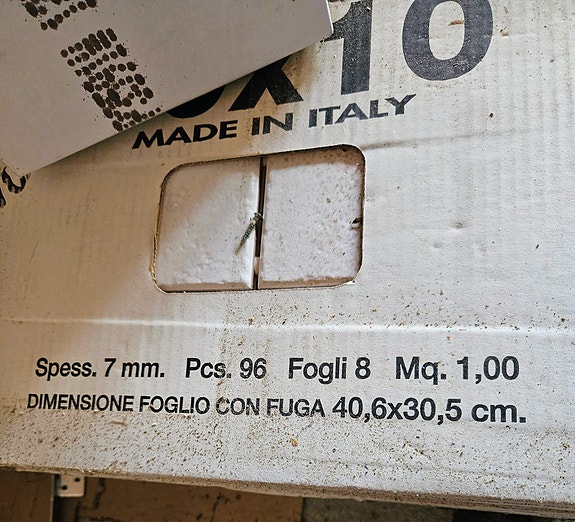 x10
MADE IN ITALY
Spess. 7 mm. Pcs. 96 Fogli 8 Mq. 1,00
DIMENSIONE FOGLIO CON FUGA 40,6x30,5 cm.